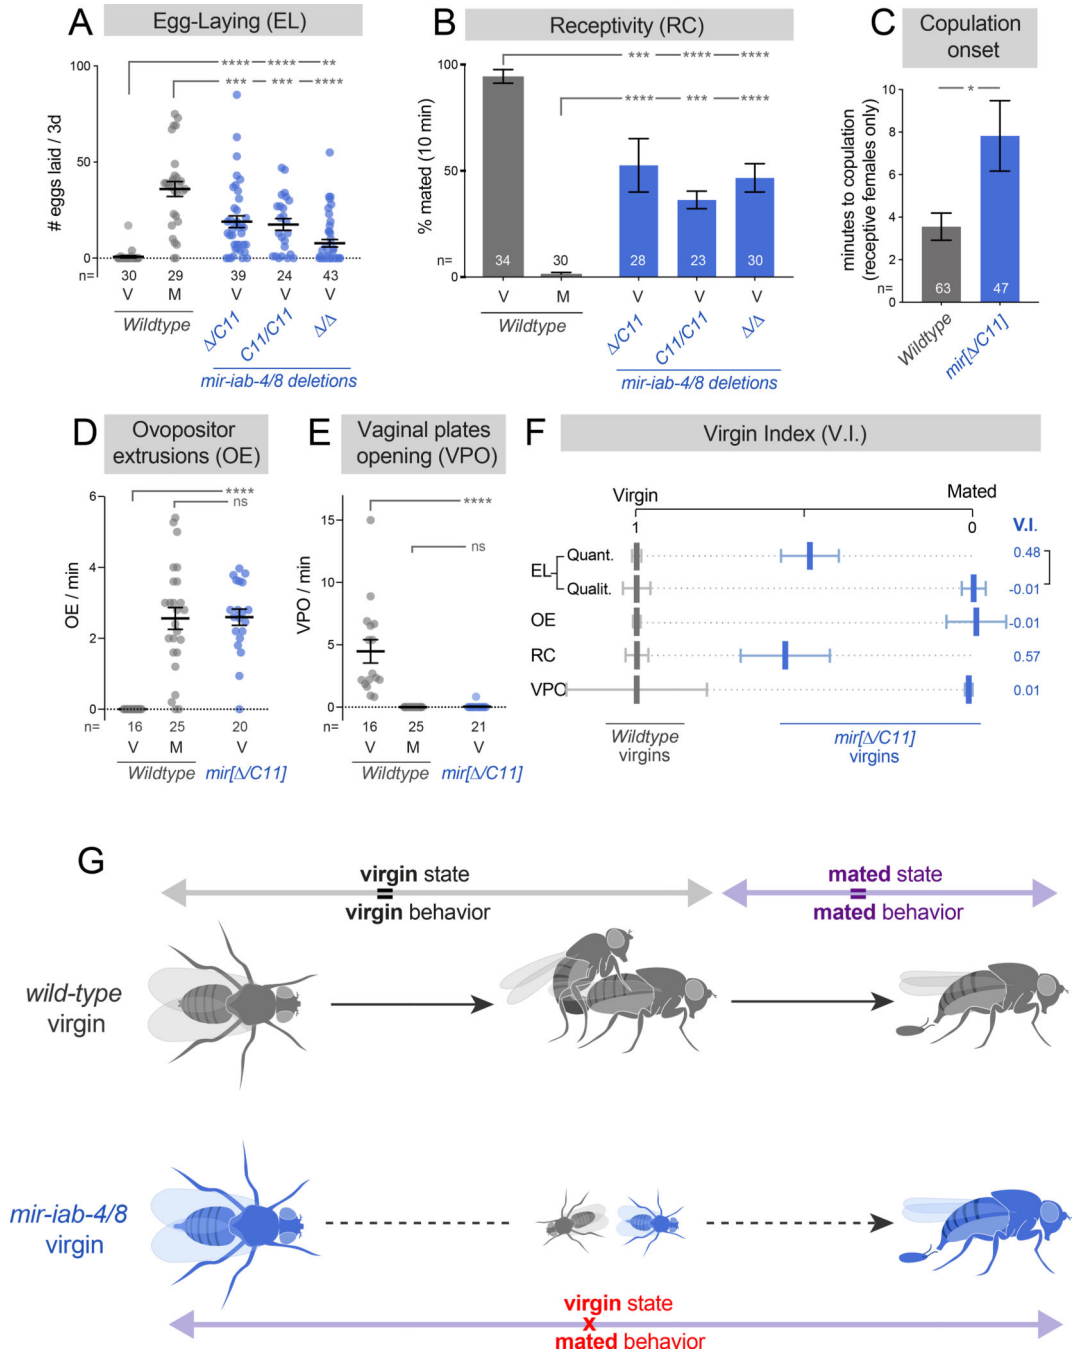 A
Egg-Laying (EL)
**** **** **
*** *** ****
# eggs laid / 3d
100
50
0
n= 30 29 39 24 43
V M V V V
Wildtype
Δ/C11
C11/C11
Δ/Δ
mir-iab-4/8 deletions
B
Receptivity (RC)
*** **** ****
**** *** ****
% mated (10 min)
100
50
0
n= 34 30 28 23 30
V M V V V
Wildtype
Δ/C11
C11/C11
Δ/Δ
mir-iab-4/8 deletions
C
Copulation
onset
*
minutes to copulation
(receptive females only)
10
8
6
4
2
0
n= 63 47
Wildtype
mir[Δ/C11]
D
Ovopositor
extrusions (OE)
****
ns
OE / min
6
4
2
0
n= 16 25 20
V M V
Wildtype mir[Δ/C11]
E
Vaginal plates
opening (VPO)
****
ns
VPO / min
15
10
5
0
n= 16 25 21
V M V
Wildtype mir[Δ/C11]
F
Virgin Index (V.I.)
Virgin Mated
1 0 V.I.
EL Quant. 0.48
Qualit. -0.01
OE -0.01
RC 0.57
VPO 0.01
Wildtype
virgins
mir[Δ/C11]
virgins
G
virgin state
=
virgin behavior
mated state
=
mated behavior
wild-type
virgin
mir-iab-4/8
virgin
virgin state
x
mated behavior